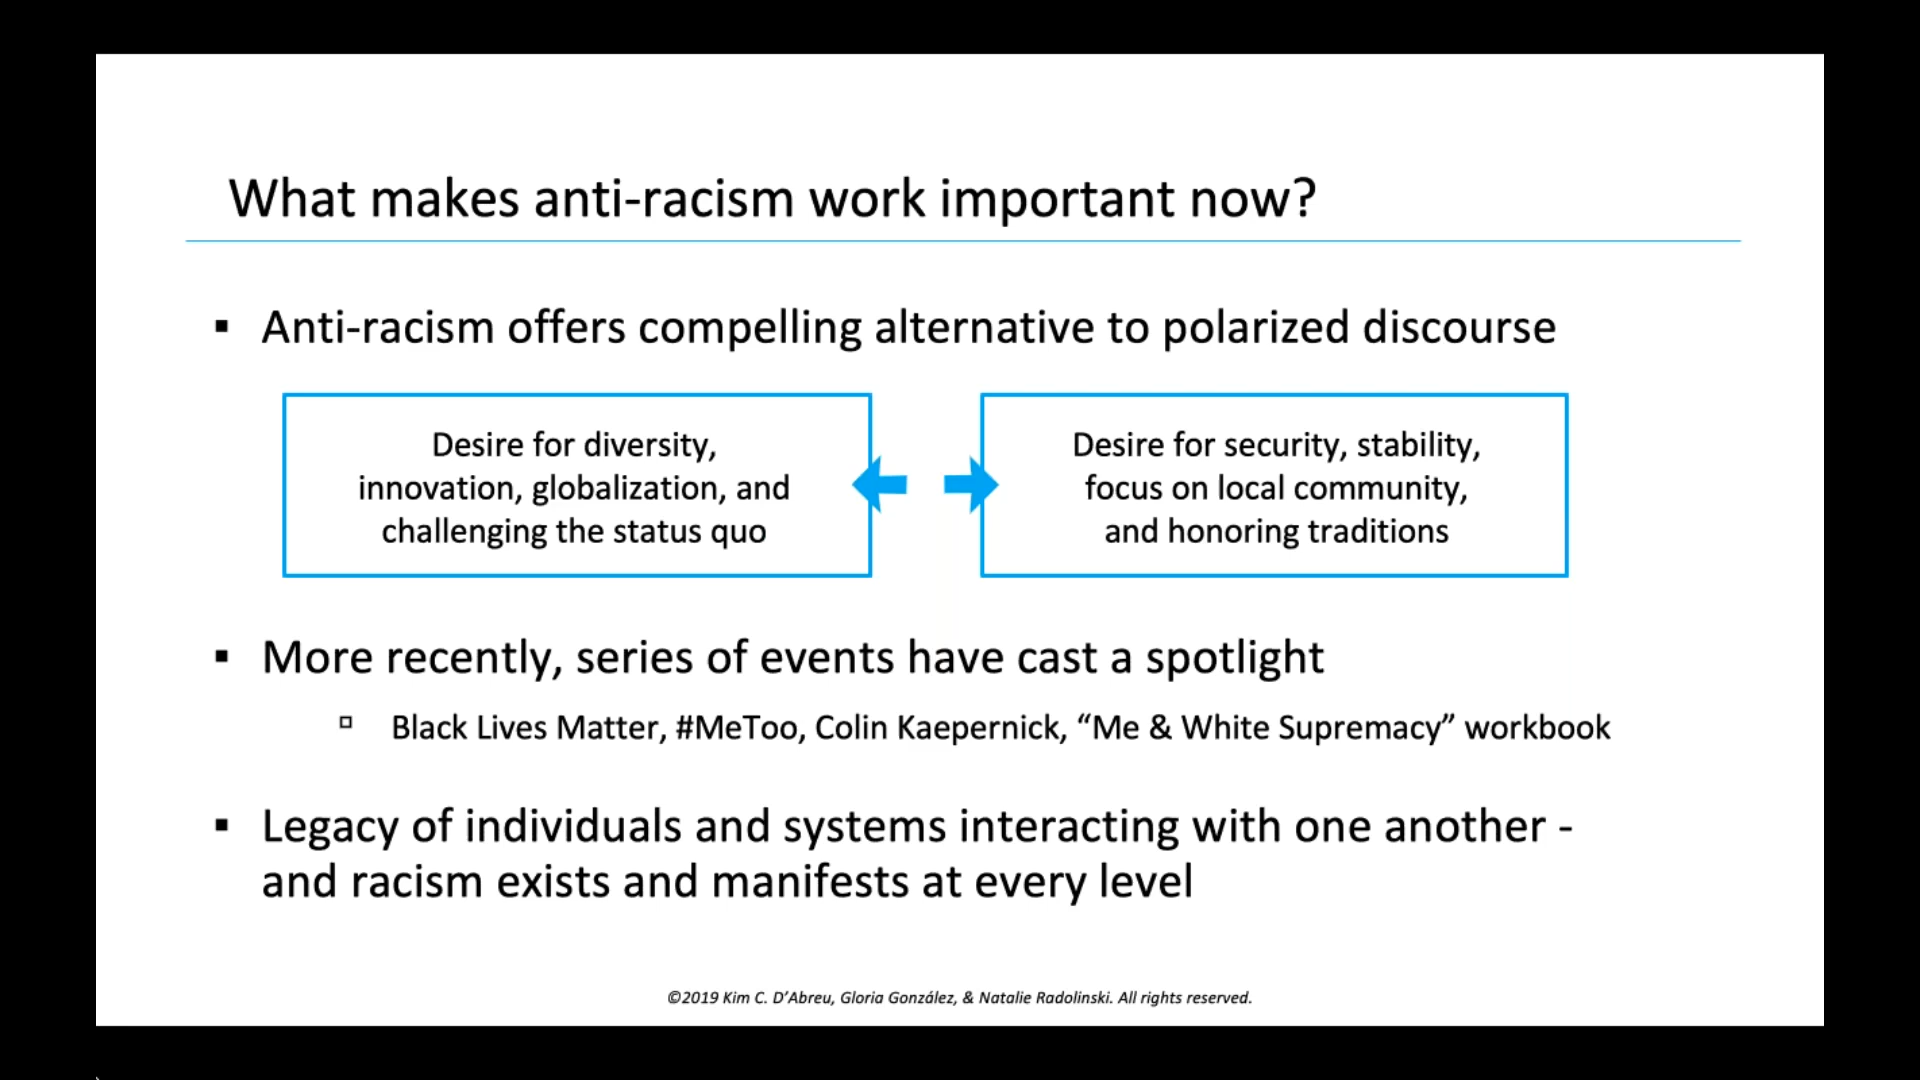 What makes anti-racism work important now?
▪ Anti-racism offers compelling alternative to polarized discourse
Desire for diversity,
innovation, globalization, and
challenging the status quo
Desire for security, stability,
focus on local community,
and honoring traditions
▪ More recently, series of events have cast a spotlight
▫ Black Lives Matter, #MeToo, Colin Kaepernick, “Me & White Supremacy” workbook
▪ Legacy of individuals and systems interacting with one another -
and racism exists and manifests at every level
©2019 Kim C. D’Abreu, Gloria González, & Natalie Radolinski. All rights reserved.